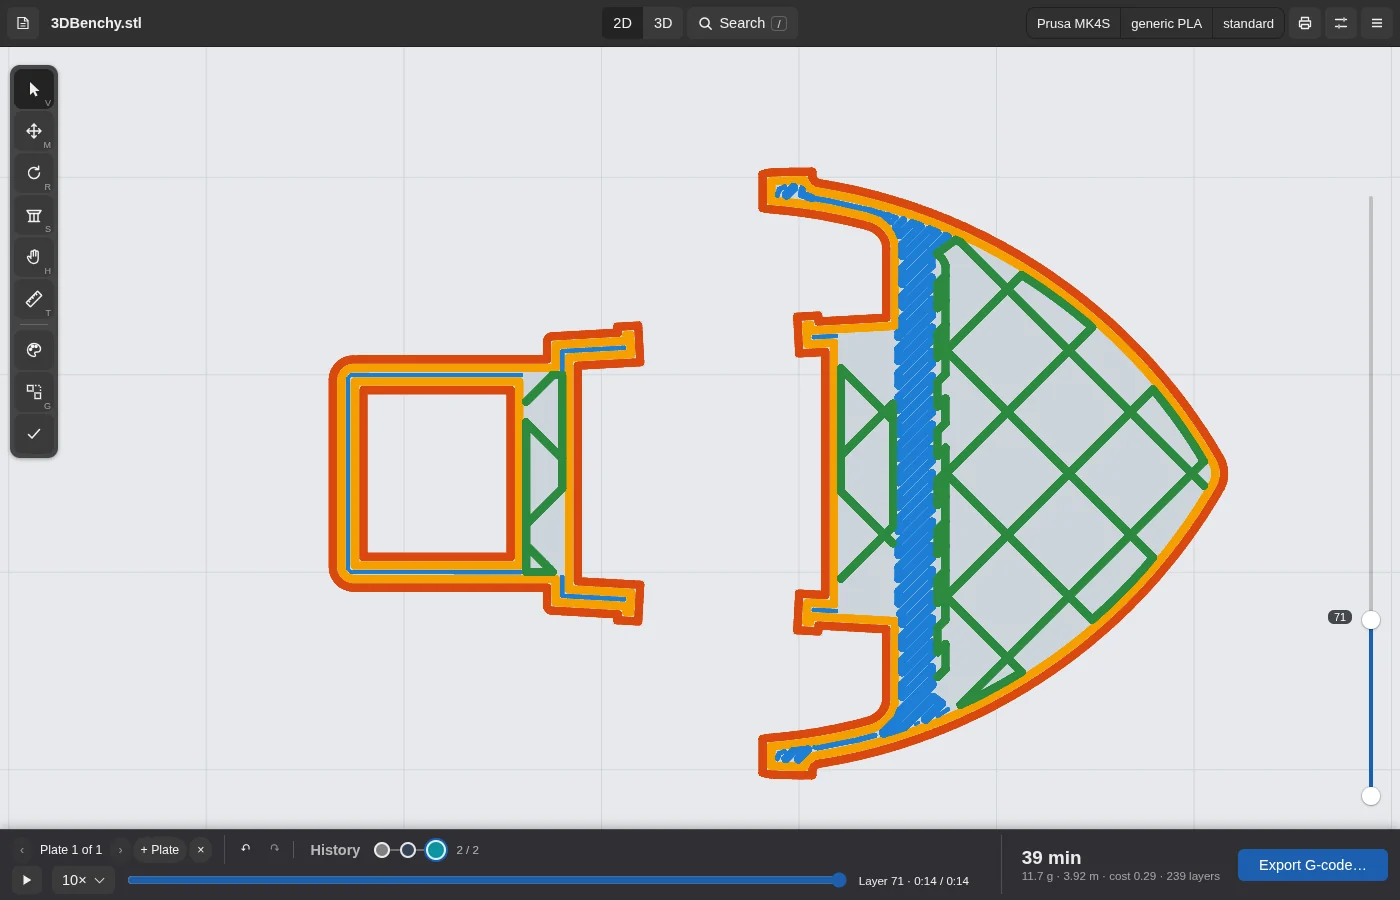 3DBenchy.stl
2D 3D Search /
Prusa MK4S generic PLA standard
V
M
R
S
H
T
G
71
‹ Plate 1 of 1 › + Plate ×
History 2 / 2
10× Layer 71 · 0:14 / 0:14
39 min
11.7 g · 3.92 m · cost 0.29 · 239 layers
Export G-code…